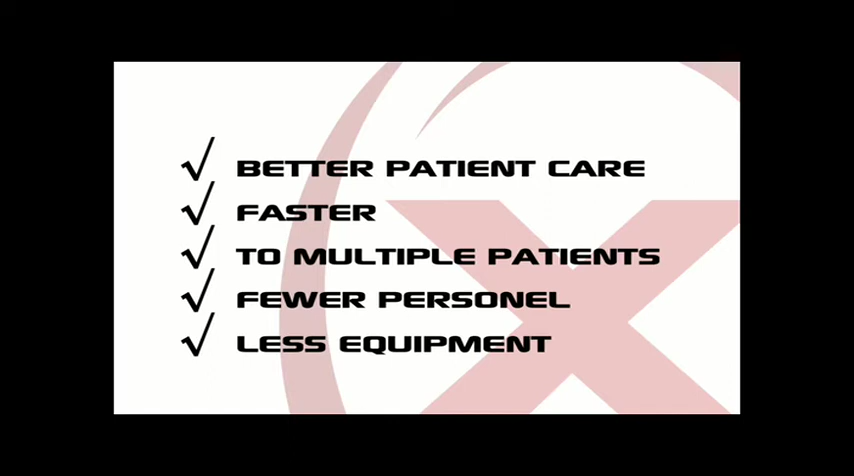 √ BETTER PATIENT CARE
√ FASTER
√ TO MULTIPLE PATIENTS
√ FEWER PERSONEL
√ LESS EQUIPMENT